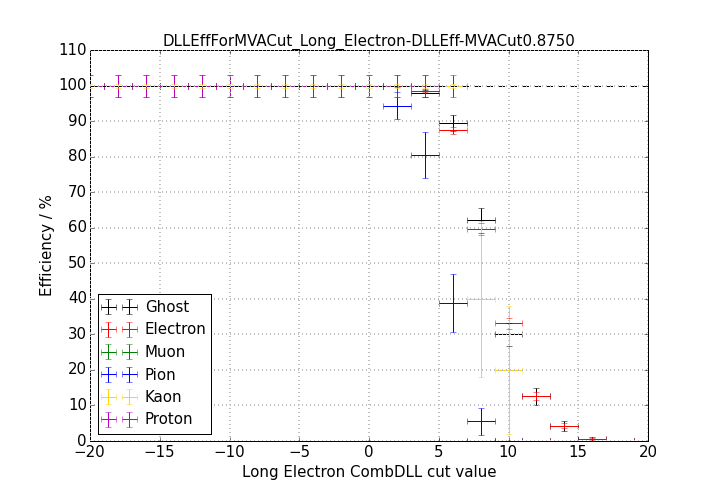 DLLEffForMVACut_Long_Electron-DLLEff-MVACut0.8750
110
100
90
80
70
60
50
40
30
20
10
0
Efficiency / %
Ghost
Electron
Muon
Pion
Kaon
Proton
−20 −15 −10 −5 0 5 10 15 20
Long Electron CombDLL cut value